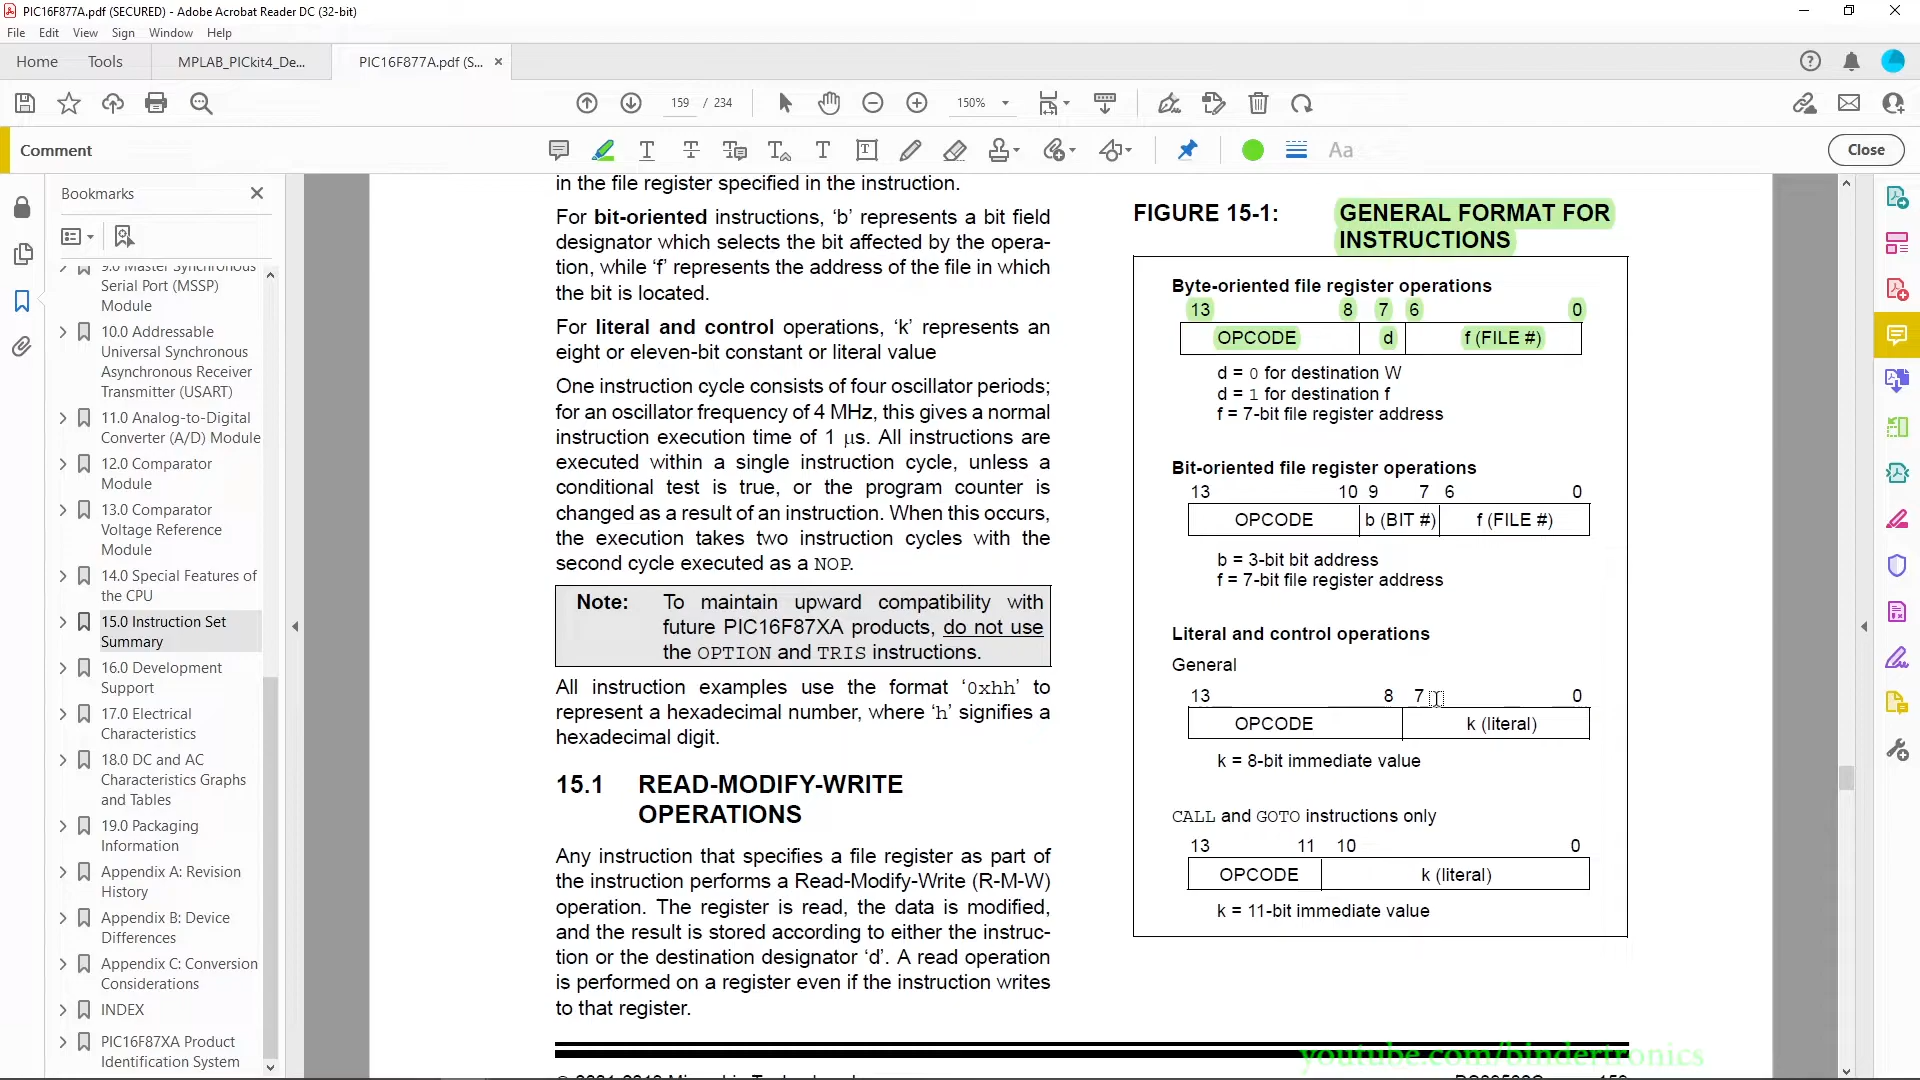 PIC16F877A.pdf (SECURED) - Adobe Acrobat Reader DC (32-bit)
File Edit View Sign Window Help
Home Tools MPLAB_PICkit4_De... PIC16F877A.pdf (S... ×
159 / 234 150%
Comment Aa Close
Bookmarks
9.0 Master Synchronous
Serial Port (MSSP)
Module
10.0 Addressable
Universal Synchronous
Asynchronous Receiver
Transmitter (USART)
11.0 Analog-to-Digital
Converter (A/D) Module
12.0 Comparator
Module
13.0 Comparator
Voltage Reference
Module
14.0 Special Features of
the CPU
15.0 Instruction Set
Summary
16.0 Development
Support
17.0 Electrical
Characteristics
18.0 DC and AC
Characteristics Graphs
and Tables
19.0 Packaging
Information
Appendix A: Revision
History
Appendix B: Device
Differences
Appendix C: Conversion
Considerations
INDEX
PIC16F87XA Product
Identification System
in the file register specified in the instruction.
For bit-oriented instructions, ‘b’ represents a bit field
designator which selects the bit affected by the opera-
tion, while ‘f’ represents the address of the file in which
the bit is located.
For literal and control operations, ‘k’ represents an
eight or eleven-bit constant or literal value
One instruction cycle consists of four oscillator periods;
for an oscillator frequency of 4 MHz, this gives a normal
instruction execution time of 1 µs. All instructions are
executed within a single instruction cycle, unless a
conditional test is true, or the program counter is
changed as a result of an instruction. When this occurs,
the execution takes two instruction cycles with the
second cycle executed as a NOP.
Note: To maintain upward compatibility with
future PIC16F87XA products, do not use
the OPTION and TRIS instructions.
All instruction examples use the format ‘0xhh’ to
represent a hexadecimal number, where ‘h’ signifies a
hexadecimal digit.
15.1 READ-MODIFY-WRITE
OPERATIONS
Any instruction that specifies a file register as part of
the instruction performs a Read-Modify-Write (R-M-W)
operation. The register is read, the data is modified,
and the result is stored according to either the instruc-
tion or the destination designator ‘d’. A read operation
is performed on a register even if the instruction writes
to that register.
FIGURE 15-1: GENERAL FORMAT FOR
INSTRUCTIONS
Byte-oriented file register operations
13 8 7 6 0
OPCODE d f (FILE #)
d = 0 for destination W
d = 1 for destination f
f = 7-bit file register address
Bit-oriented file register operations
13 10 9 7 6 0
OPCODE b (BIT #) f (FILE #)
b = 3-bit bit address
f = 7-bit file register address
Literal and control operations
General
13 8 7 0
OPCODE k (literal)
k = 8-bit immediate value
CALL and GOTO instructions only
13 11 10 0
OPCODE k (literal)
k = 11-bit immediate value
youtube.com/bindertronics